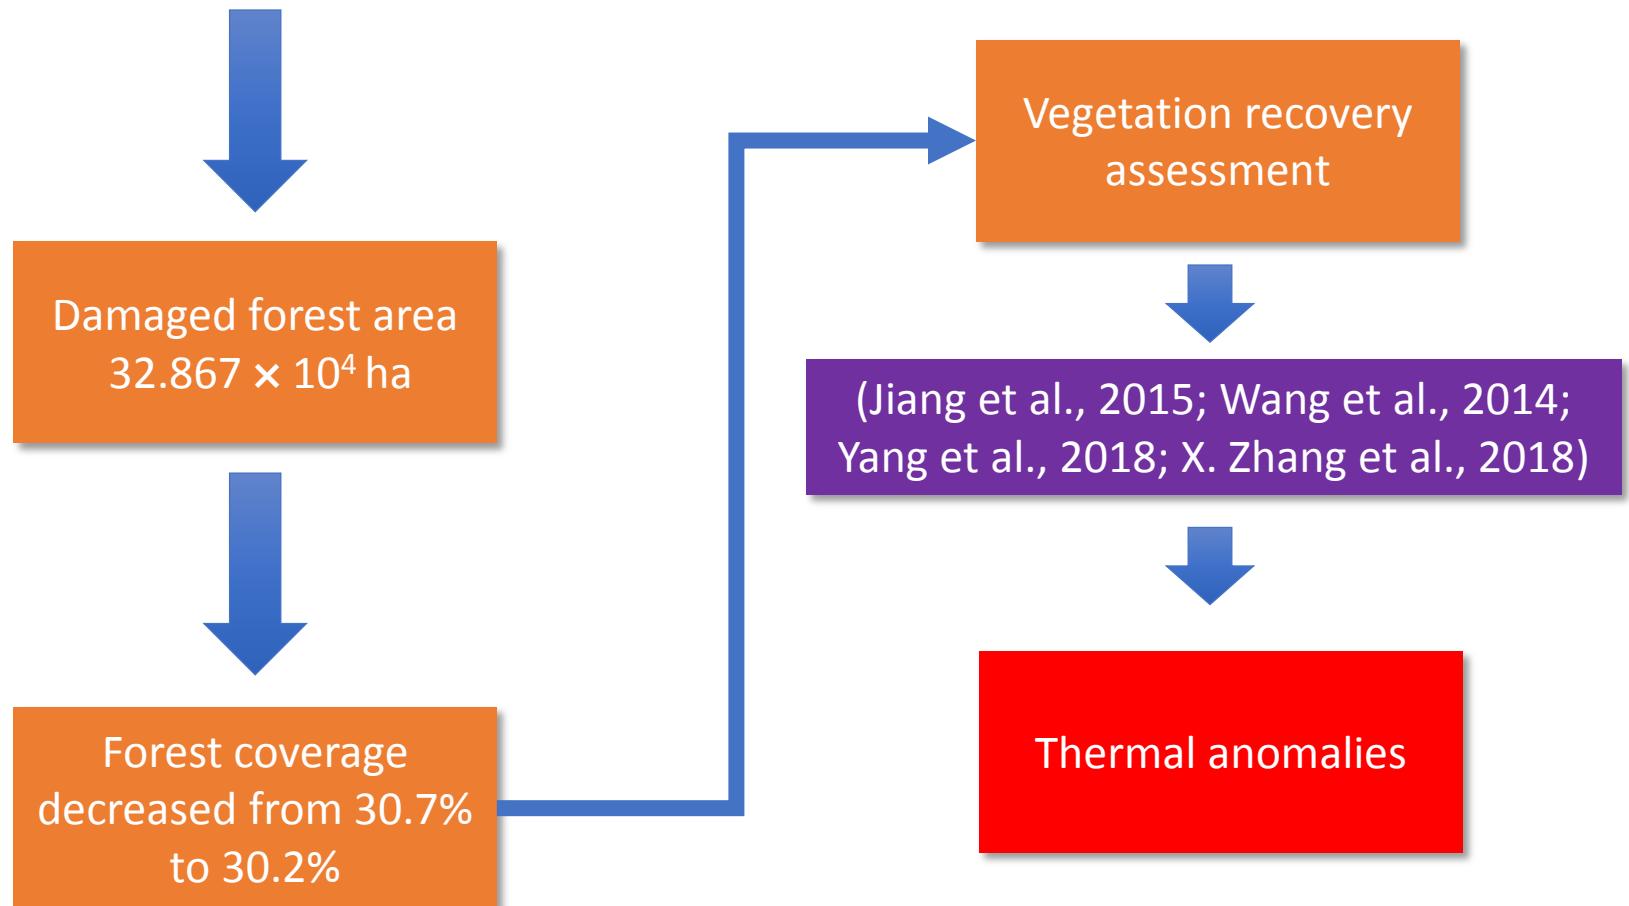 Damaged forest area
32.867 × 10⁴ ha
Forest coverage
decreased from 30.7%
to 30.2%
Vegetation recovery
assessment
(Jiang et al., 2015; Wang et al., 2014;
Yang et al., 2018; X. Zhang et al., 2018)
Thermal anomalies